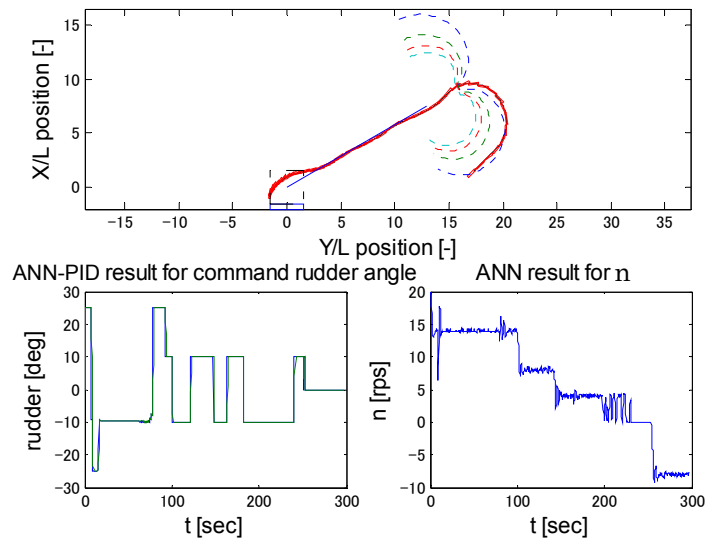 X/L position [-]
15
10
5
0
−15 −10 −5 0 5 10 15 20 25 30 35
Y/L position [-]
ANN-PID result for command rudder angle
rudder [deg]
30
20
10
0
−10
−20
−30
0 100 200 300
t [sec]
ANN result for n
n [rps]
20
15
10
5
0
−5
−10
0 100 200 300
t [sec]